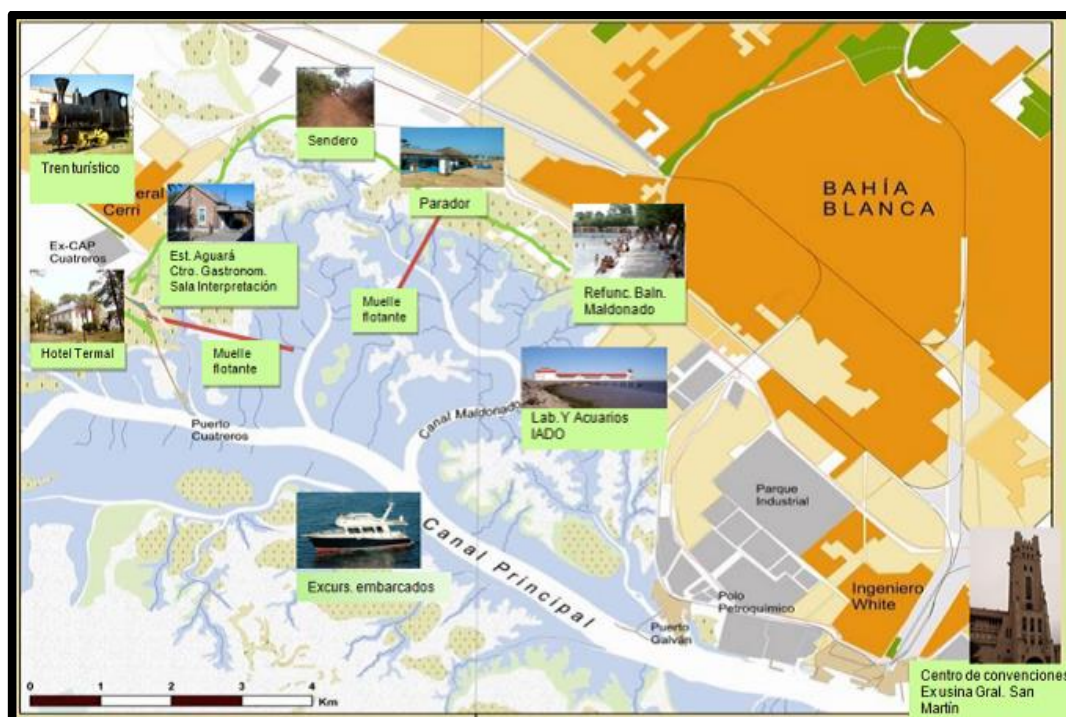 Tren turístico
Sendero
Parador
BAHÍA
BLANCA
eral
Cerri
Ex-CAP
Cuatreros
Est. Aguará
Ctro. Gastronom.
Sala Interpretación
Refunc. Baln.
Maldonado
Muelle
flotante
Hotel Termal
Muelle
flotante
Puerto
Cuatreros
Canal Maldonado
Lab. Y Acuarios
IADO
Parque
Industrial
Canal Principal
Excurs. embarcados
Polo
Petroquímico
Ingeniero
White
Puerto
Galván
Centro de convenciones
Ex usina Gral. San
Martín
0 1 2 3 4
Km